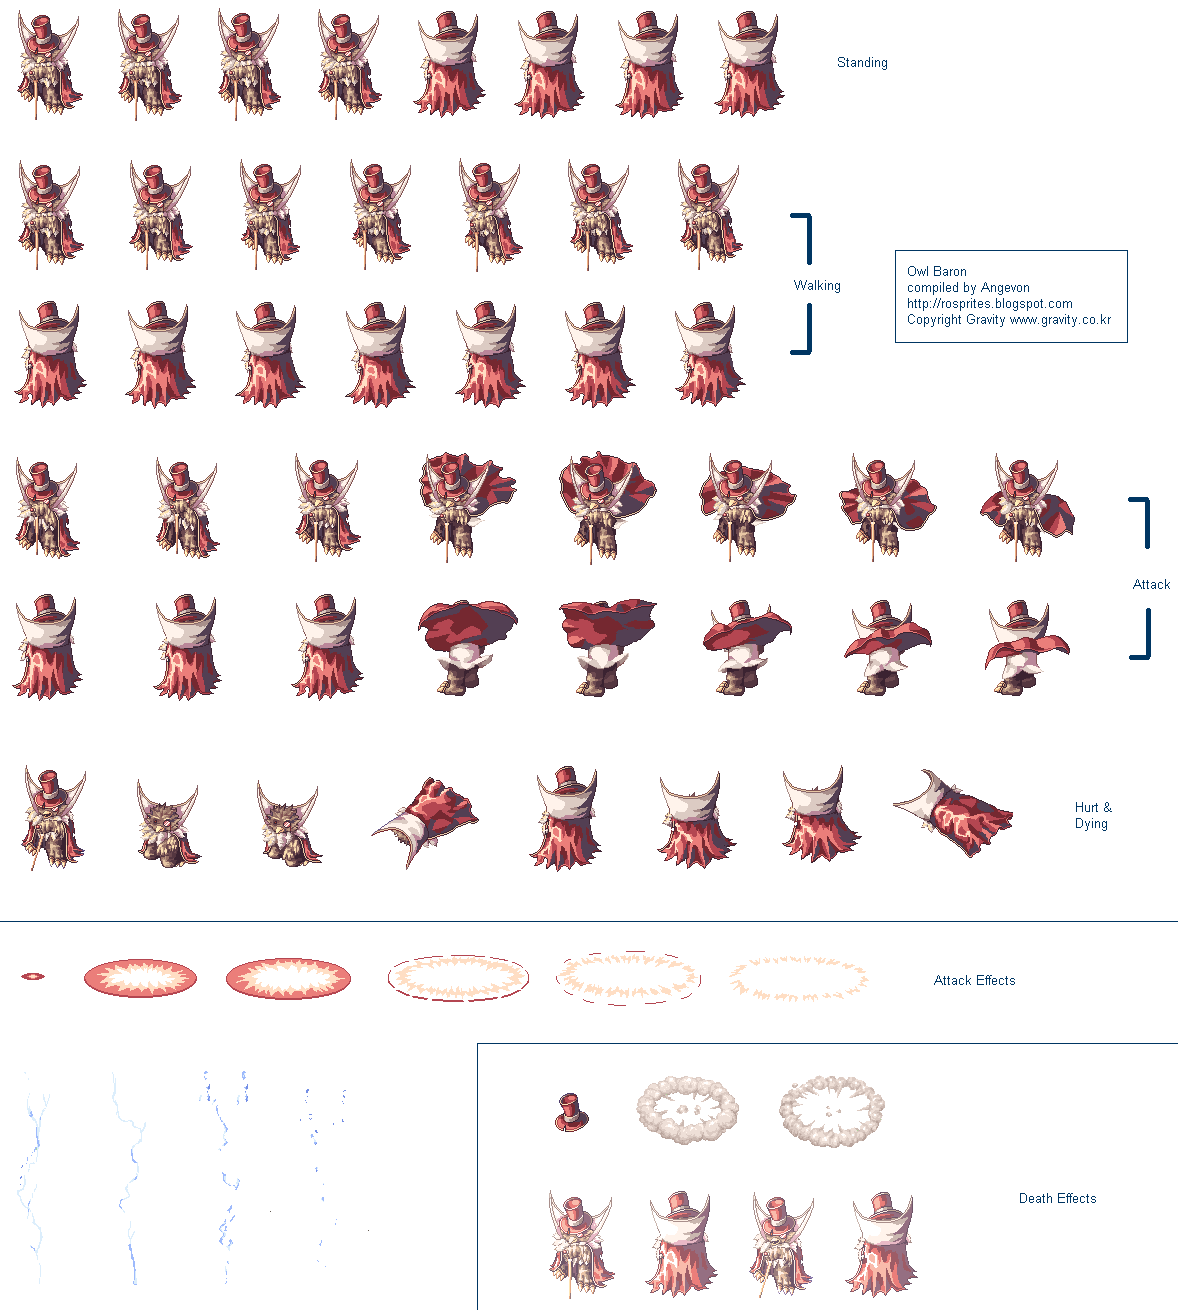 Standing
Walking
Owl Baron
compiled by Angevon
http://rosprites.blogspot.com
Copyright Gravity www.gravity.co.kr
Attack
Hurt &
Dying
Attack Effects
Death Effects